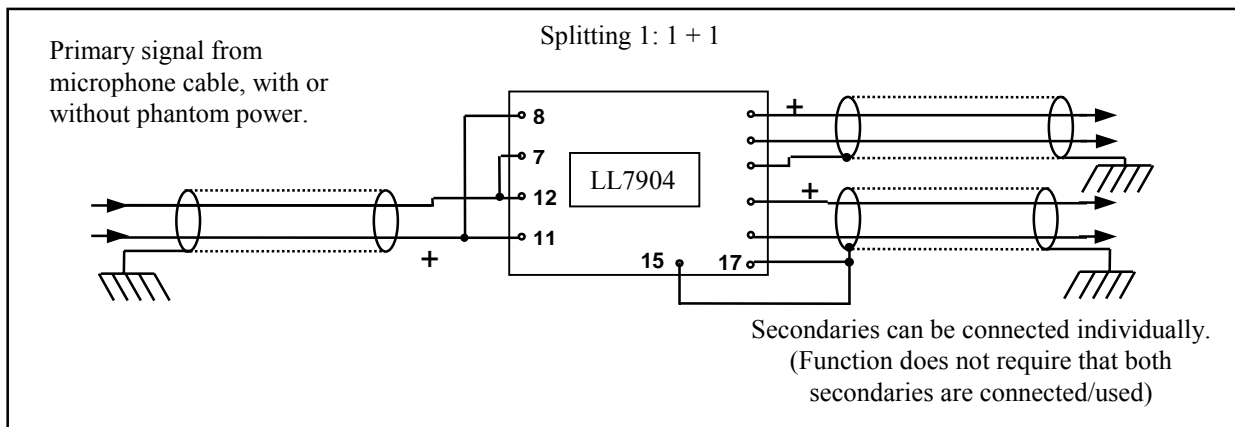 Splitting 1: 1 + 1
Primary signal from
microphone cable, with or
without phantom power.
+
8
7
LL7904
12
+
11
+
15
17
Secondaries can be connected individually.
(Function does not require that both
secondaries are connected/used)